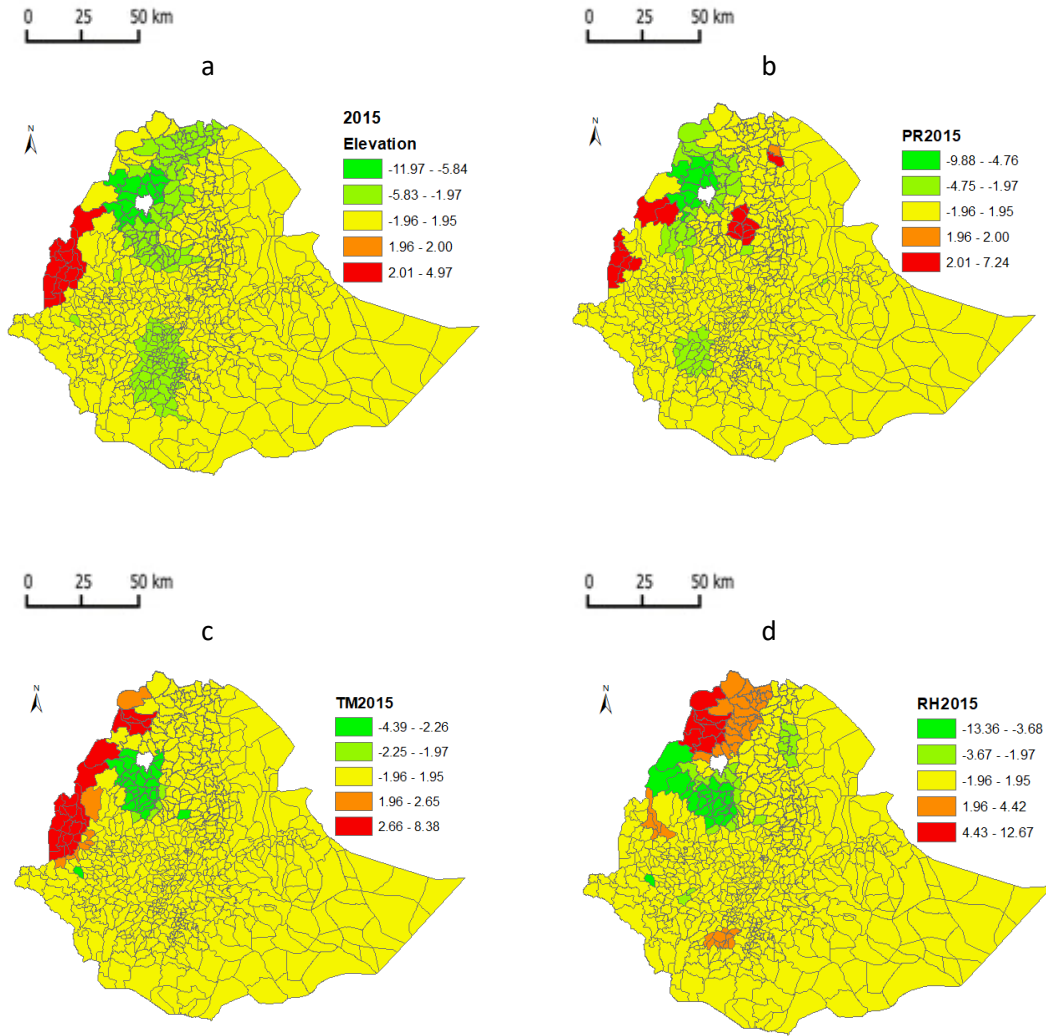 0 25 50 km
a
N
2015
Elevation
-11.97 - -5.84
-5.83 - -1.97
-1.96 - 1.95
1.96 - 2.00
2.01 - 4.97
0 25 50 km
b
N
PR2015
-9.88 - -4.76
-4.75 - -1.97
-1.96 - 1.95
1.96 - 2.00
2.01 - 7.24
0 25 50 km
c
N
TM2015
-4.39 - -2.26
-2.25 - -1.97
-1.96 - 1.95
1.96 - 2.65
2.66 - 8.38
0 25 50 km
d
N
RH2015
-13.36 - -3.68
-3.67 - -1.97
-1.96 - 1.95
1.96 - 4.42
4.43 - 12.67